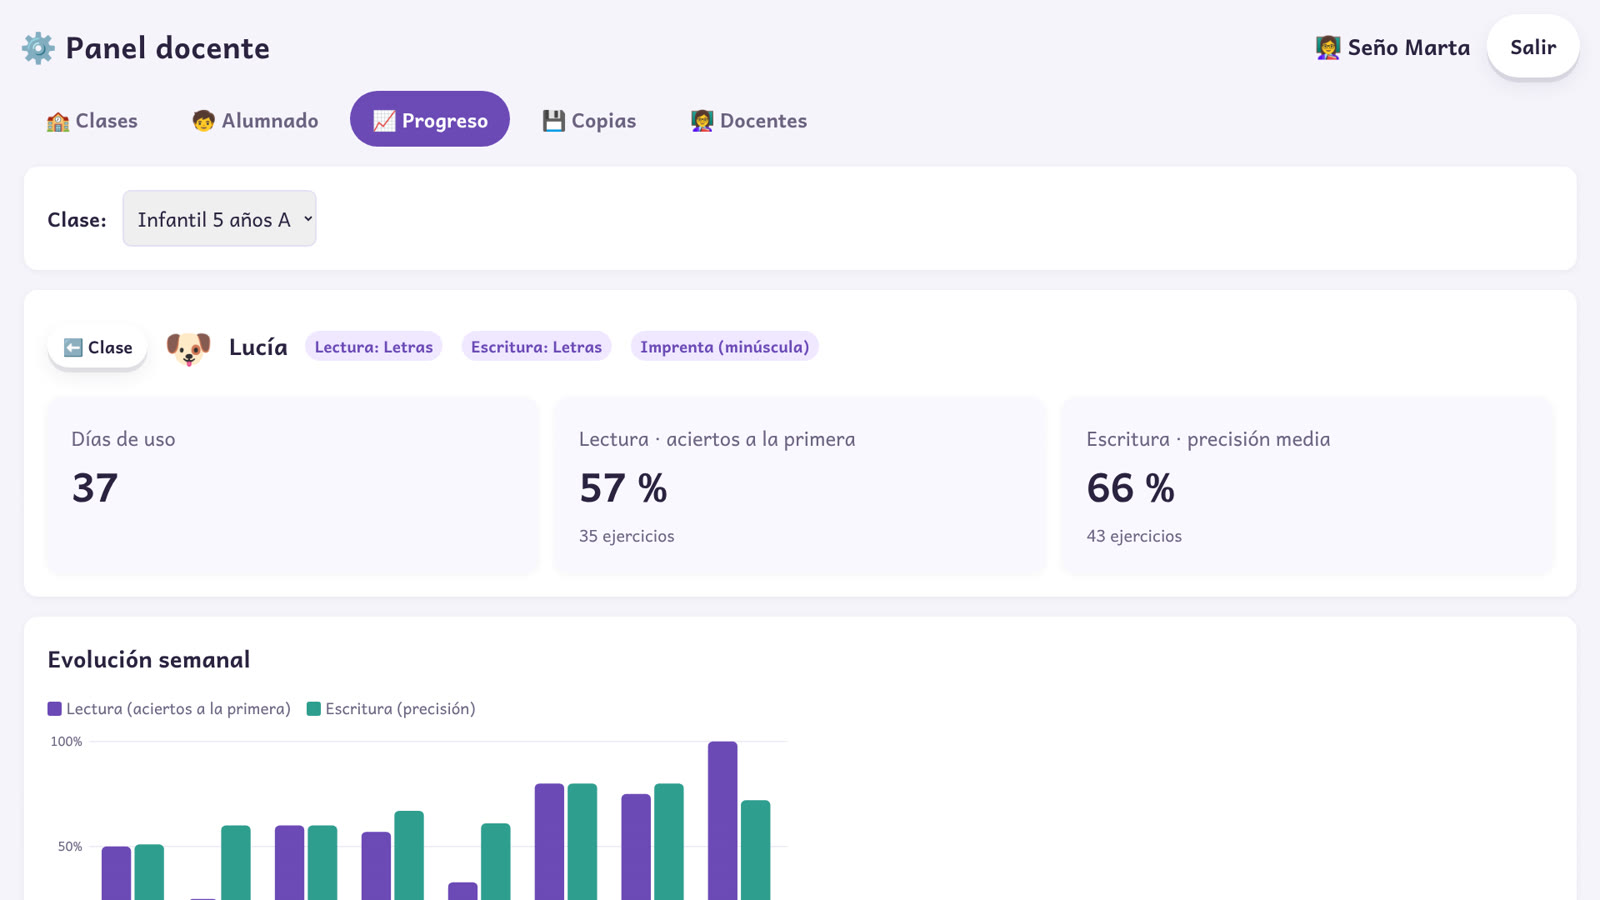 Panel docente
Seño Marta
Salir
Clases
Alumnado
Progreso
Copias
Docentes
Clase:
Infantil 5 años A
Clase
Lucía
Lectura: Letras
Escritura: Letras
Imprenta (minúscula)
Días de uso
37
Lectura · aciertos a la primera
57 %
35 ejercicios
Escritura · precisión media
66 %
43 ejercicios
Evolución semanal
Lectura (aciertos a la primera)
Escritura (precisión)
100%
50%